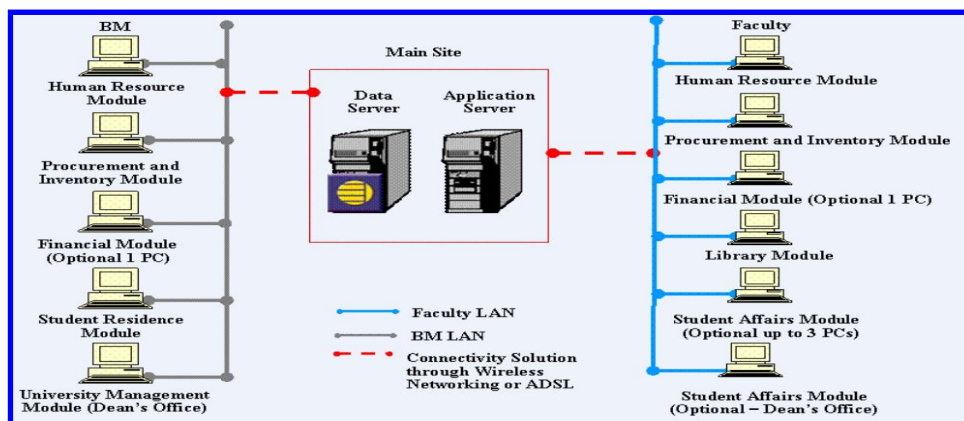 BM
Human Resource
Module
Procurement and
Inventory Module
Financial Module
(Optional 1 PC)
Student Residence
Module
University Management
Module (Dean's Office)
Main Site
Data
Server
Application
Server
Faculty LAN
BM LAN
Connectivity Solution
through Wireless
Networking or ADSL
Faculty
Human Resource Module
Procurement and Inventory Module
Financial Module (Optional 1 PC)
Library Module
Student Affairs Module
(Optional up to 3 PCs)
Student Affairs Module
(Optional – Dean's Office)